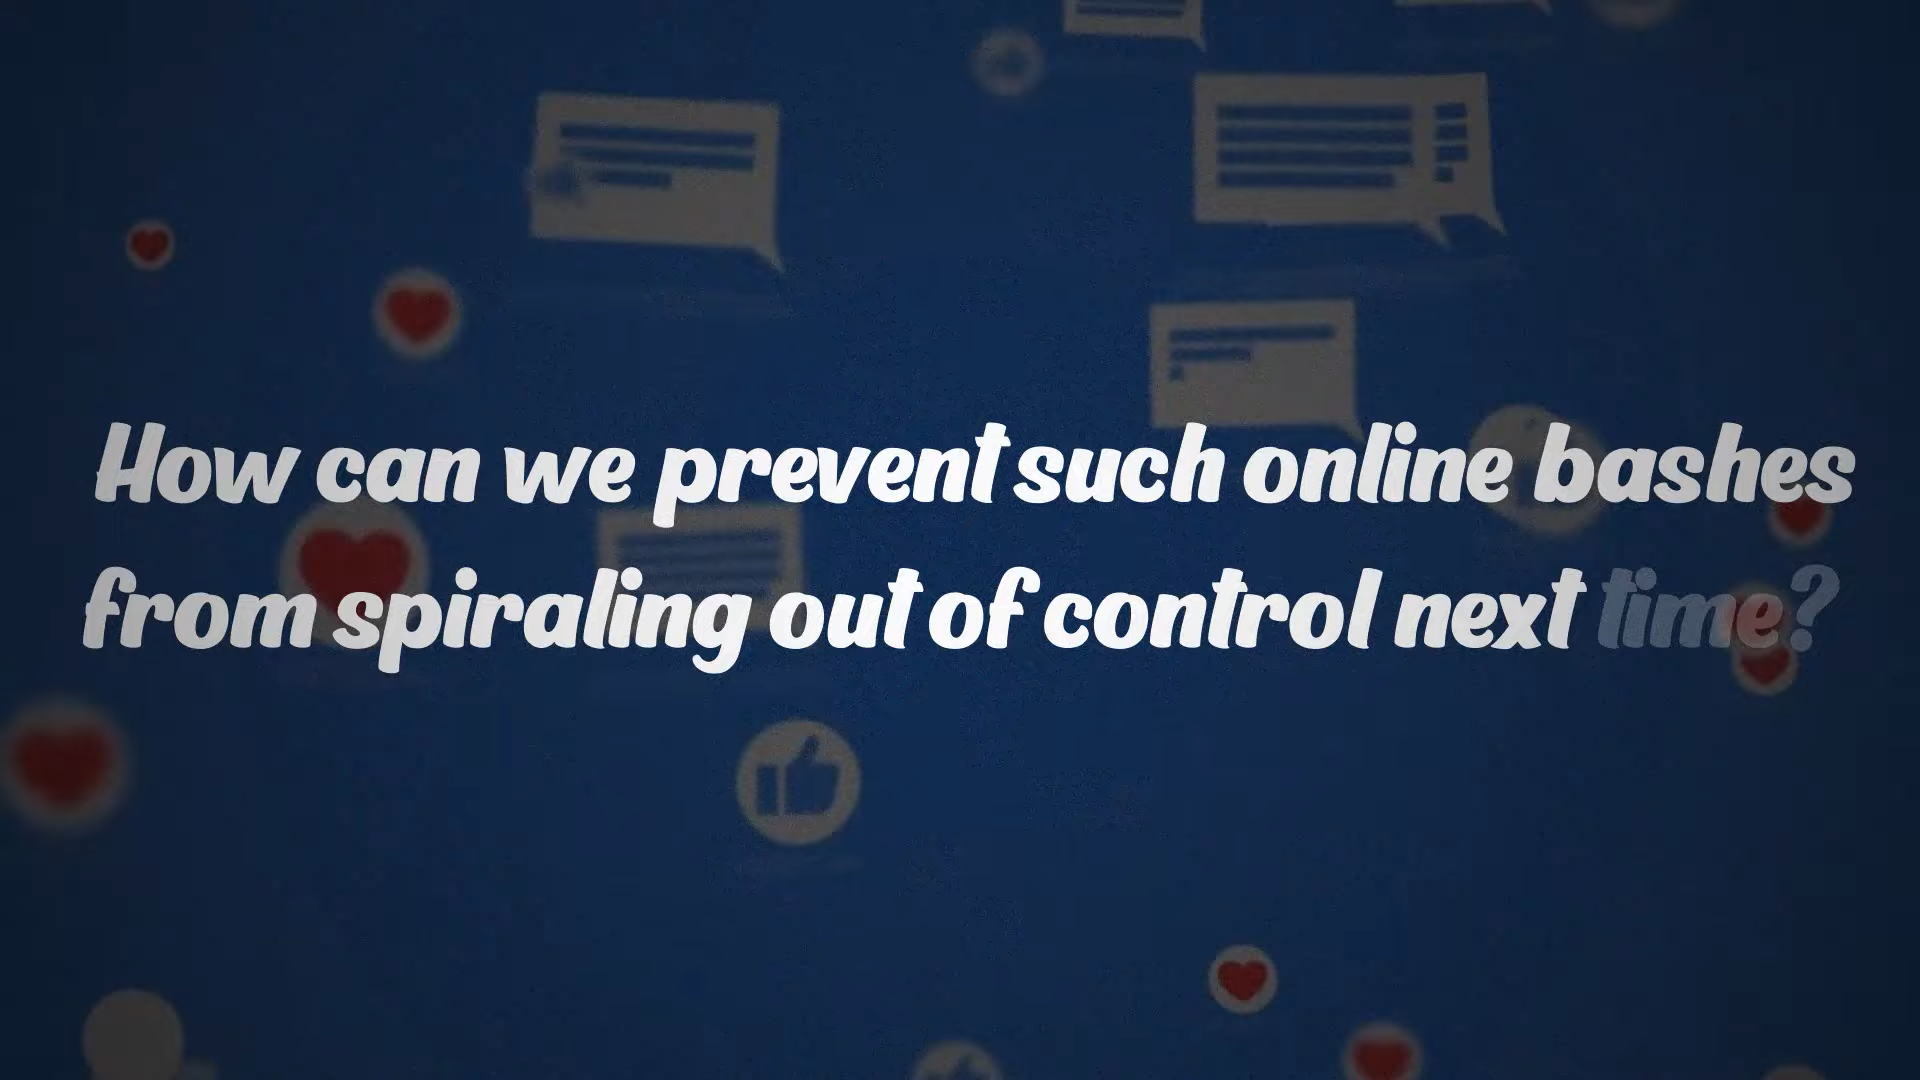 How can we prevent such online bashes
from spiraling out of control next time?